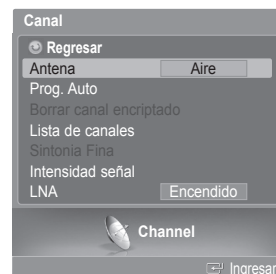 Canal
Regresar
Antena Aire
Prog. Auto
Borrar canal encriptado
Lista de canales
Sintonia Fina
Intensidad señal
LNA Encendido
Channel
Ingresar